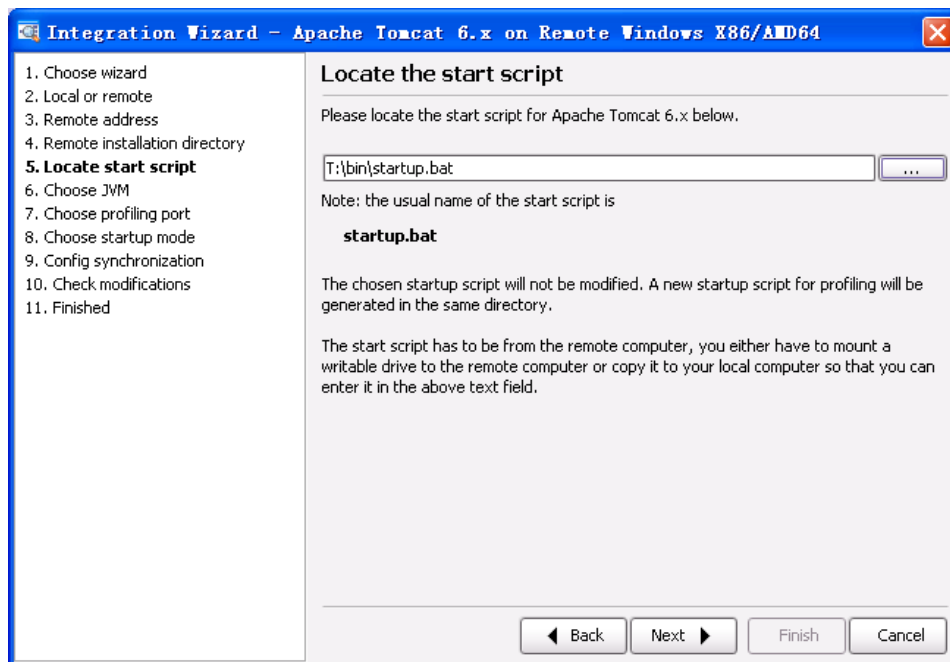 Integration Wizard - Apache Tomcat 6.x on Remote Windows X86/AMD64
1. Choose wizard
2. Local or remote
3. Remote address
4. Remote installation directory
5. Locate start script
6. Choose JVM
7. Choose profiling port
8. Choose startup mode
9. Config synchronization
10. Check modifications
11. Finished
Locate the start script
Please locate the start script for Apache Tomcat 6.x below.
T:\bin\startup.bat
...
Note: the usual name of the start script is
startup.bat
The chosen startup script will not be modified. A new startup script for profiling will be
generated in the same directory.
The start script has to be from the remote computer, you either have to mount a
writable drive to the remote computer or copy it to your local computer so that you can
enter it in the above text field.
Back
Next
Finish
Cancel